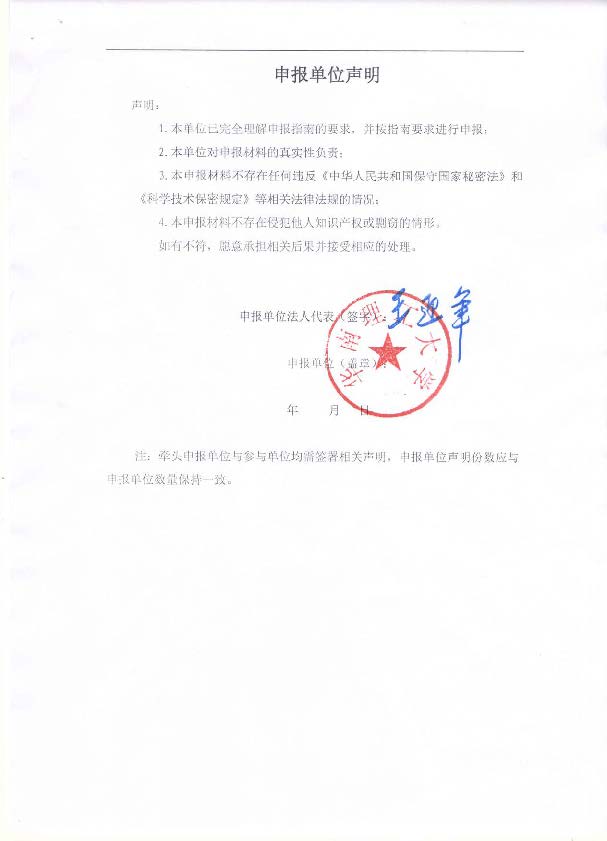 申报单位声明
声明：
1.本单位已完全理解申报指南的要求，并按指南要求进行申报；
2.本单位对申报材料的真实性负责；
3.本申报材料不存在任何违反《中华人民共和国保守国家秘密法》和
《科学技术保密规定》等相关法律法规的情况；
4.本申报材料不存在侵犯他人知识产权或剽窃的情形。
如有不符，愿意承担相关后果并接受相应的处理。
申报单位法人代表（签字）：
华南理工大学
申报单位（盖章）：
年 月 日
注：牵头申报单位与参与单位均需签署相关声明，申报单位声明份数应与
申报单位数量保持一致。